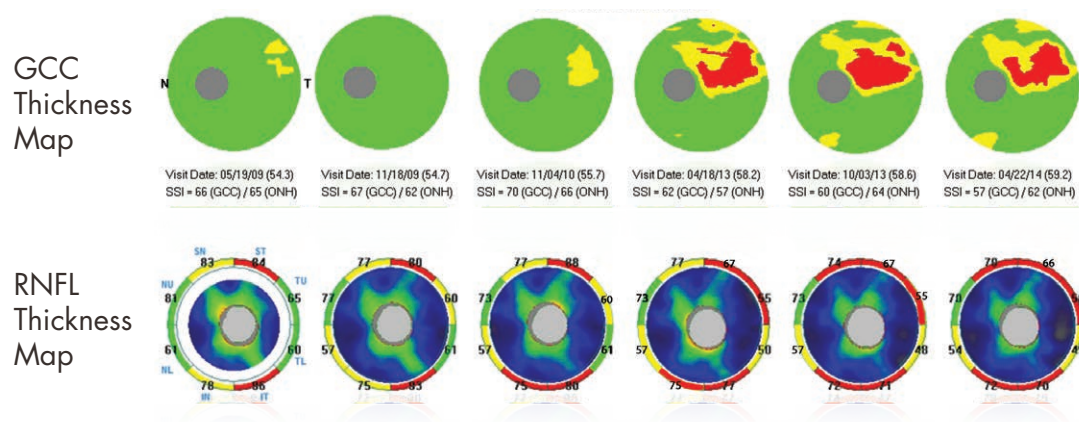 GCC
Thickness
Map
N
T
Visit Date: 05/19/09 (54.3)
SSI = 66 (GCC) / 65 (ONH)
Visit Date: 11/18/09 (54.7)
SSI = 67 (GCC) / 62 (ONH)
Visit Date: 11/04/10 (55.7)
SSI = 70 (GCC) / 66 (ONH)
Visit Date: 04/18/13 (58.2)
SSI = 62 (GCC) / 57 (ONH)
Visit Date: 10/03/13 (58.6)
SSI = 60 (GCC) / 64 (ONH)
Visit Date: 04/22/14 (59.2)
SSI = 57 (GCC) / 62 (ONH)
RNFL
Thickness
Map
SN ST
83 84
NU TU
81 65
61 60
NL TL
78 86
IN IT
77 80
77 60
57 61
75 85
77 88
73 60
57 61
75 80
77 67
73 55
57 50
75 77
74 67
73 55
57 48
72 71
70 66
70
54
72 70